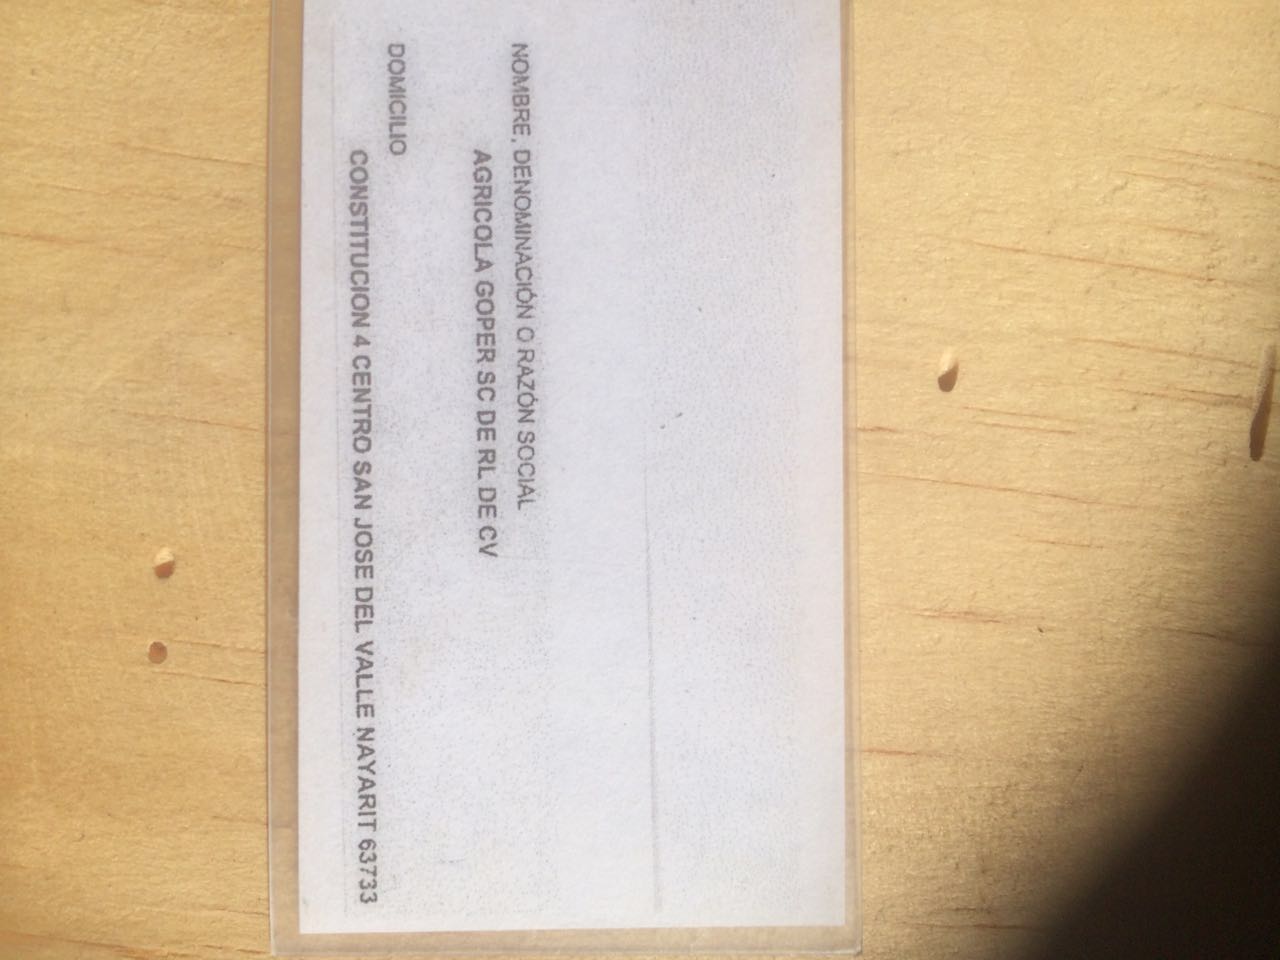 NOMBRE, DENOMINACIÓN O RAZÓN SOCIAL
AGRICOLA GOPER SC DE RL DE CV
DOMICILIO
CONSTITUCION 4 CENTRO SAN JOSE DEL VALLE NAYARIT 63733